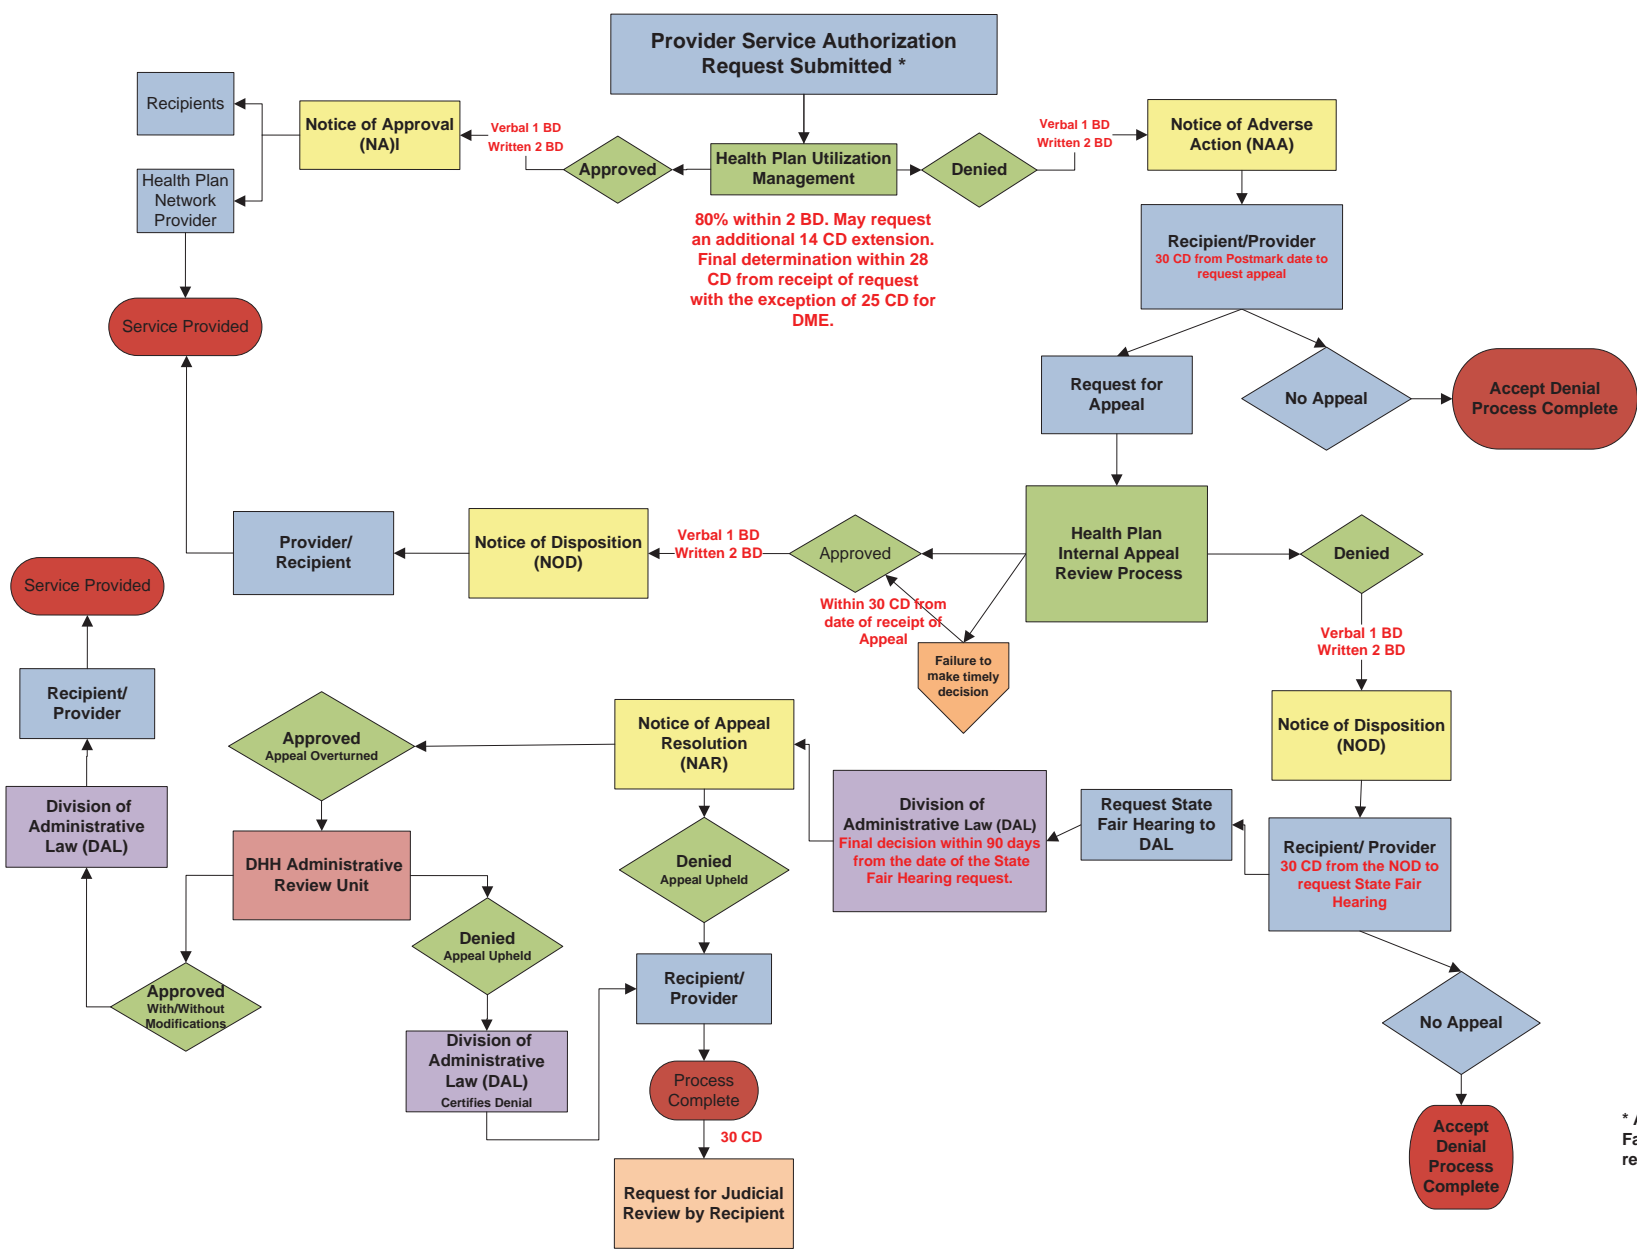 Provider Service Authorization
Request Submitted *
Recipients
Notice of Approval
(NA)l
Verbal 1 BD
Written 2 BD
Approved
Health Plan Utilization
Management
Denied
Verbal 1 BD
Written 2 BD
Notice of Adverse
Action (NAA)
Health Plan
Network
Provider
80% within 2 BD. May request
an additional 14 CD extension.
Final determination within 28
CD from receipt of request
with the exception of 25 CD for
DME.
Recipient/Provider
30 CD from Postmark date to
request appeal
Service Provided
Request for
Appeal
No Appeal
Accept Denial
Process Complete
Provider/
Recipient
Notice of Disposition
(NOD)
Verbal 1 BD
Written 2 BD
Approved
Health Plan
Internal Appeal
Review Process
Denied
Service Provided
Within 30 CD from
date of receipt of
Appeal
Verbal 1 BD
Written 2 BD
Failure to
make timely
decision
Recipient/
Provider
Approved
Appeal Overturned
Notice of Appeal
Resolution
(NAR)
Notice of Disposition
(NOD)
Division of
Administrative
Law (DAL)
Division of
Administrative Law (DAL)
Final decision within 90 days
from the date of the State
Fair Hearing request.
Request State
Fair Hearing to
DAL
Recipient/ Provider
30 CD from the NOD to
request State Fair
Hearing
DHH Administrative
Review Unit
Denied
Appeal Upheld
Denied
Appeal Upheld
Approved
With/Without
Modifications
Recipient/
Provider
No Appeal
Division of
Administrative
Law (DAL)
Certifies Denial
Process
Complete
30 CD
Accept
Denial
Process
Complete
Request for Judicial
Review by Recipient
*
Fa
re